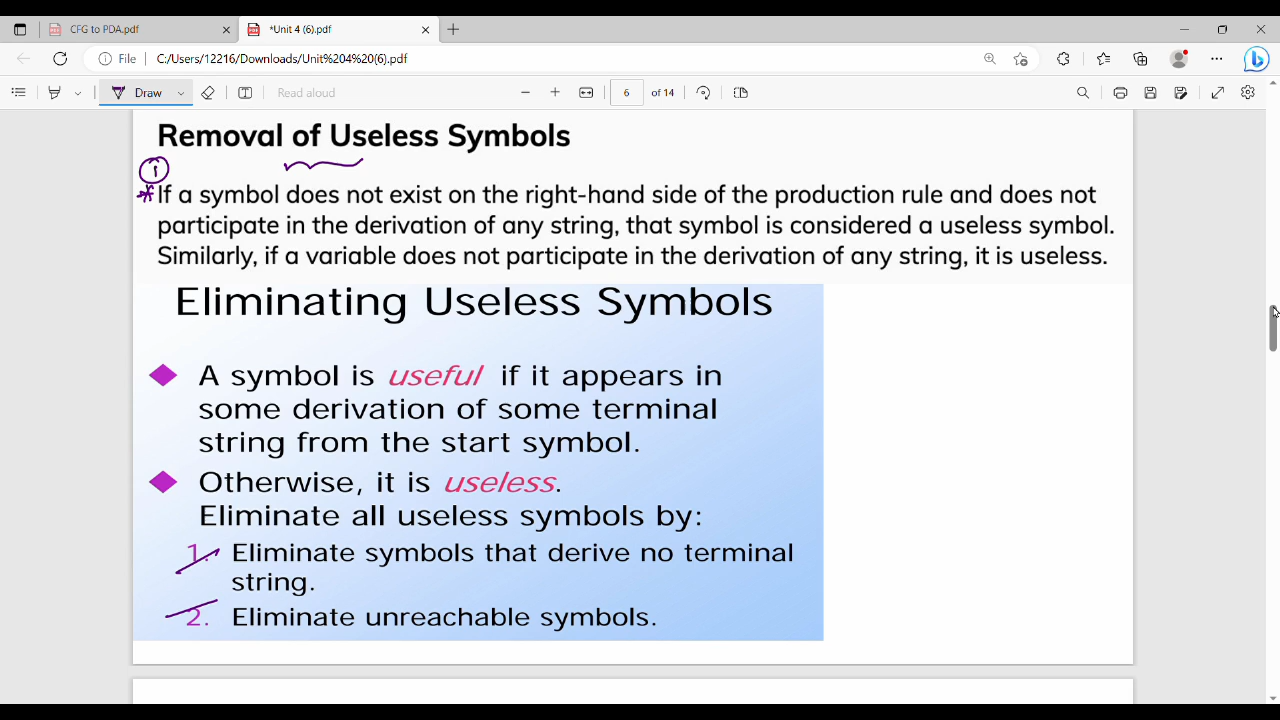 CFG to PDA.pdf
*Unit 4 (6).pdf
File C:/Users/12216/Downloads/Unit%204%20(6).pdf
Draw Read aloud 6 of 14
Removal of Useless Symbols
If a symbol does not exist on the right-hand side of the production rule and does not
participate in the derivation of any string, that symbol is considered a useless symbol.
Similarly, if a variable does not participate in the derivation of any string, it is useless.
Eliminating Useless Symbols
A symbol is useful if it appears in
some derivation of some terminal
string from the start symbol.
Otherwise, it is useless.
Eliminate all useless symbols by:
1. Eliminate symbols that derive no terminal
string.
2. Eliminate unreachable symbols.